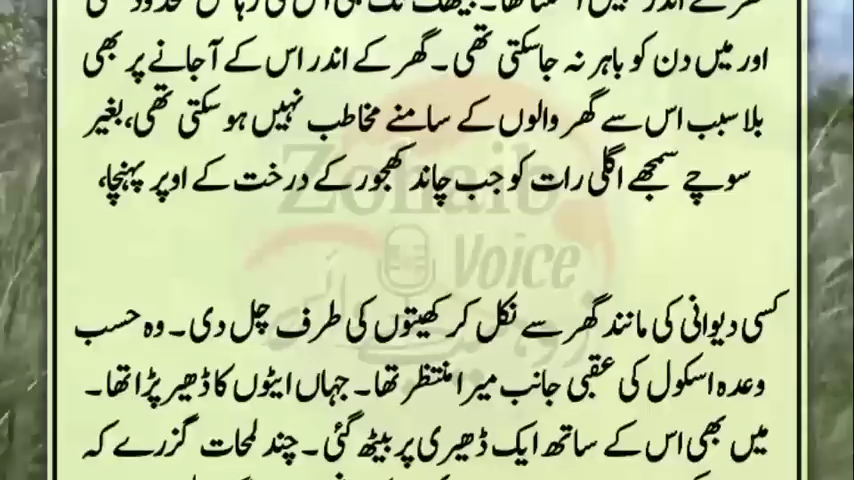 اور میں دن کو باہر نہ جاسکتی تھی۔ گھر کے اندر اس کے آجانے پر بھی
بلا سبب اس سے گھر والوں کے سامنے مخاطب نہیں ہو سکتی تھی، بغیر
سوچے سمجھے اگلی رات کو جب چاند کھجور کے درخت کے اوپر پہنچا،
Zohaib
Voice
کسی دیوانی کی مانند گھر سے نکل کر کھیتوں کی طرف چل دی۔ وہ حسب
وعدہ اسکول کی عقبی جانب میرا منتظر تھا۔ جہاں اینٹوں کا ڈھیر پڑا تھا۔
میں بھی اس کے ساتھ ایک ڈھیری پر بیٹھ گئی۔ چند لمحات گزرے کہ